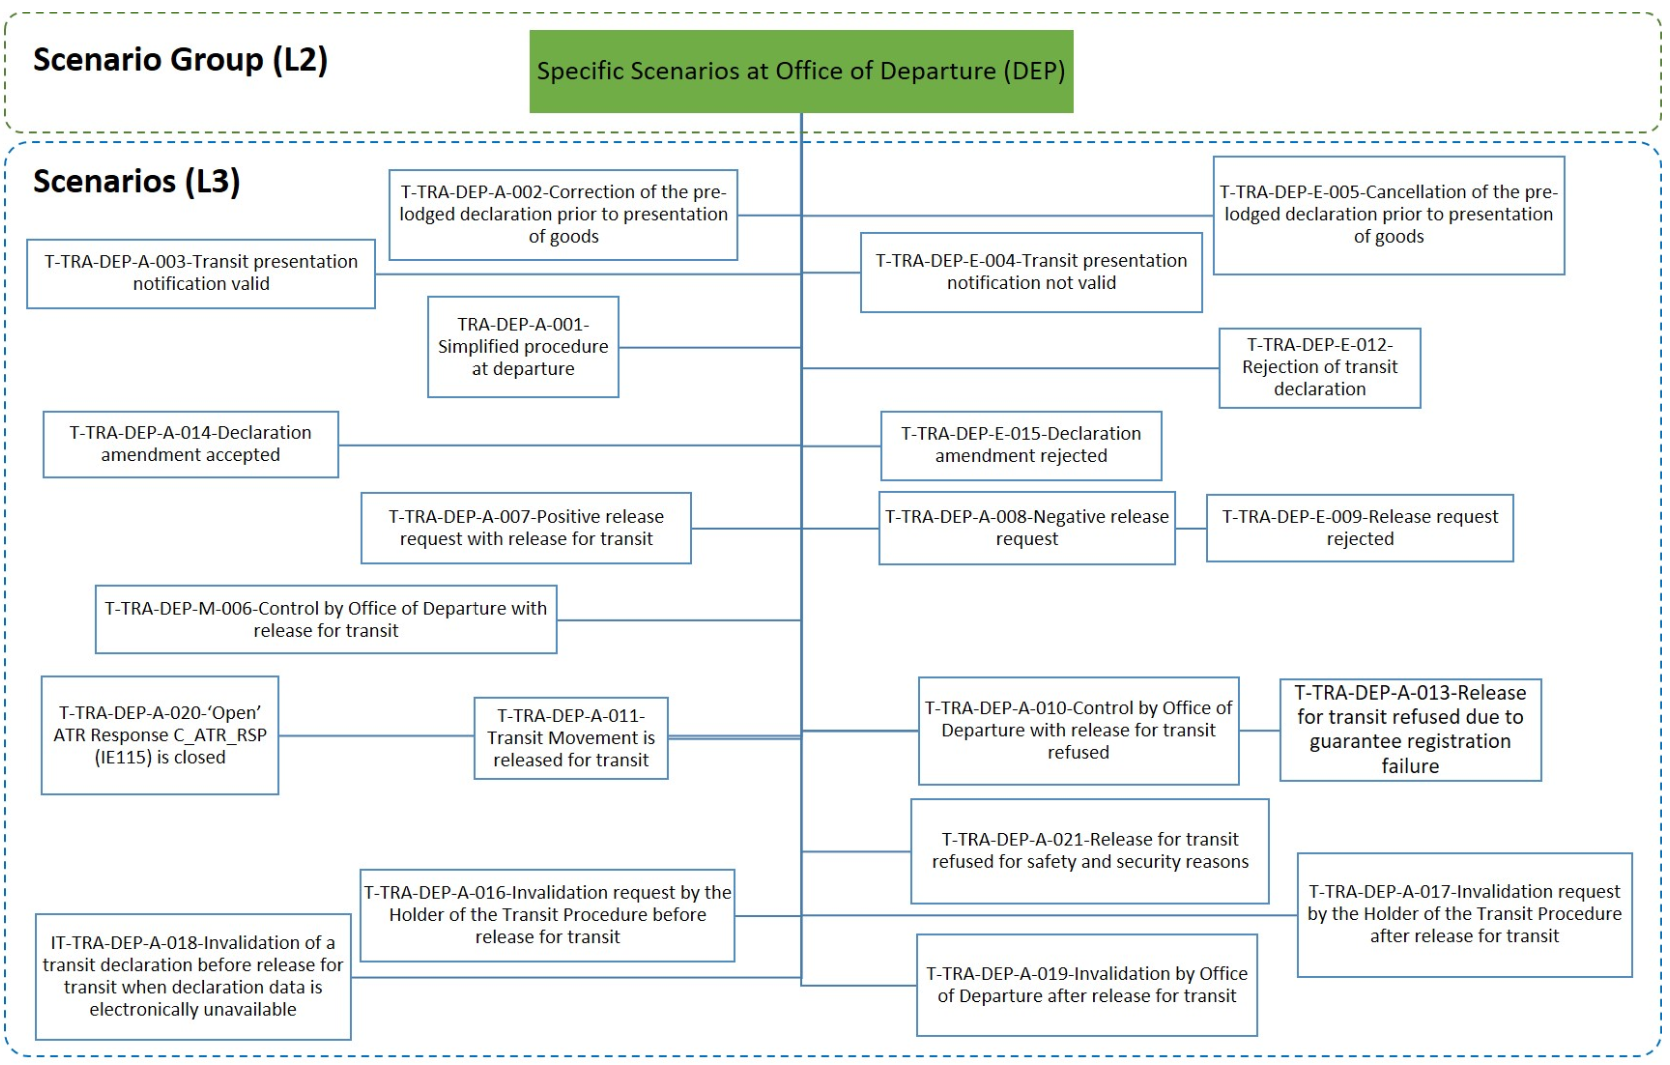 Scenario Group (L2)
Specific Scenarios at Office of Departure (DEP)
Scenarios (L3)
T-TRA-DEP-A-002-Correction of the pre-
lodged declaration prior to presentation
of goods
T-TRA-DEP-E-005-Cancellation of the pre-
lodged declaration prior to presentation
of goods
T-TRA-DEP-A-003-Transit presentation
notification valid
T-TRA-DEP-E-004-Transit presentation
notification not valid
TRA-DEP-A-001-
Simplified procedure
at departure
T-TRA-DEP-E-012-
Rejection of transit
declaration
T-TRA-DEP-A-014-Declaration
amendment accepted
T-TRA-DEP-E-015-Declaration
amendment rejected
T-TRA-DEP-A-007-Positive release
request with release for transit
T-TRA-DEP-A-008-Negative release
request
T-TRA-DEP-E-009-Release request
rejected
T-TRA-DEP-M-006-Control by Office of Departure with
release for transit
T-TRA-DEP-A-020-‘Open’
ATR Response C_ATR_RSP
(IE115) is closed
T-TRA-DEP-A-011-
Transit Movement is
released for transit
T-TRA-DEP-A-010-Control by Office of
Departure with release for transit
refused
T-TRA-DEP-A-013-Release
for transit refused due to
guarantee registration
failure
T-TRA-DEP-A-021-Release for transit
refused for safety and security reasons
T-TRA-DEP-A-016-Invalidation request by the
Holder of the Transit Procedure before
release for transit
T-TRA-DEP-A-017-Invalidation request
by the Holder of the Transit Procedure
after release for transit
IT-TRA-DEP-A-018-Invalidation of a
transit declaration before release for
transit when declaration data is
electronically unavailable
T-TRA-DEP-A-019-Invalidation by Office
of Departure after release for transit